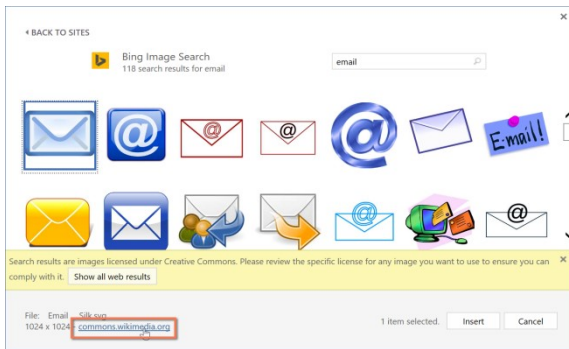 BACK TO SITES
Bing Image Search
118 search results for email
email
@
@
@
@
E-mail!
@
@
Search results are images licensed under Creative Commons. Please review the specific license for any image you want to use to ensure you can
comply with it. Show all web results
File: Email Silk.svg
1024 x 1024 - commons.wikimedia.org
1 item selected. Insert Cancel